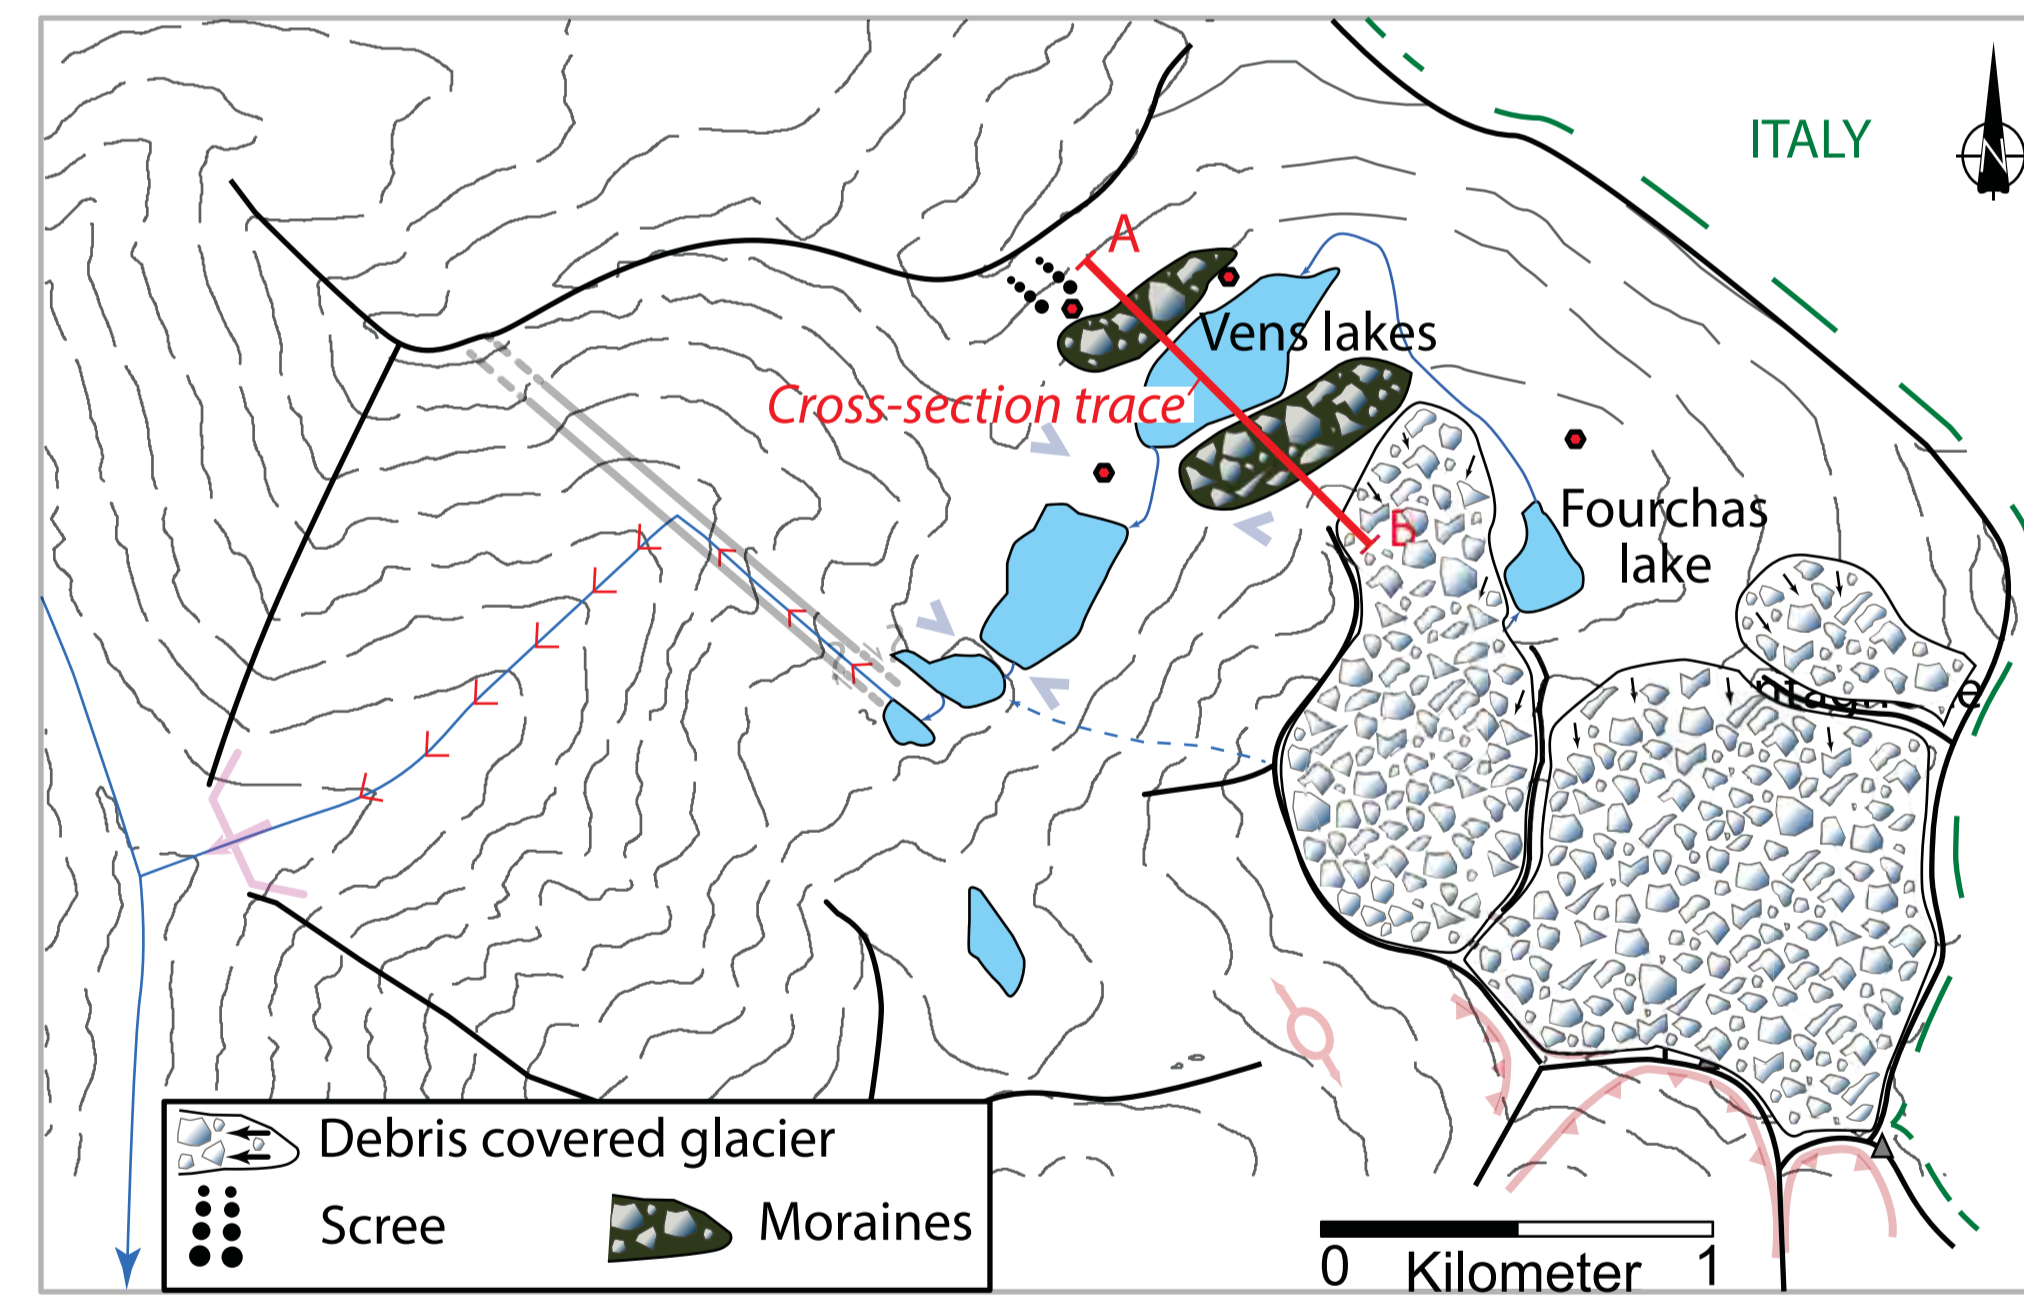 ITALY
N
A
Vens lakes
Cross-section trace
B
Fourchas
lake
Debris covered glacier
Scree
Moraines
0
1
Kilometer